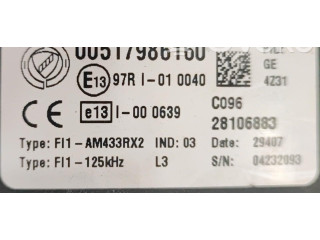 00517986160
GE
E13 97R I-01 0040
4Z31
e13 I-00 0639
C096
28106883
Type: FI1-AM433RX2 IND: 03 Date: 29407
Type: FI1-125kHz L3 S/N: 04232093